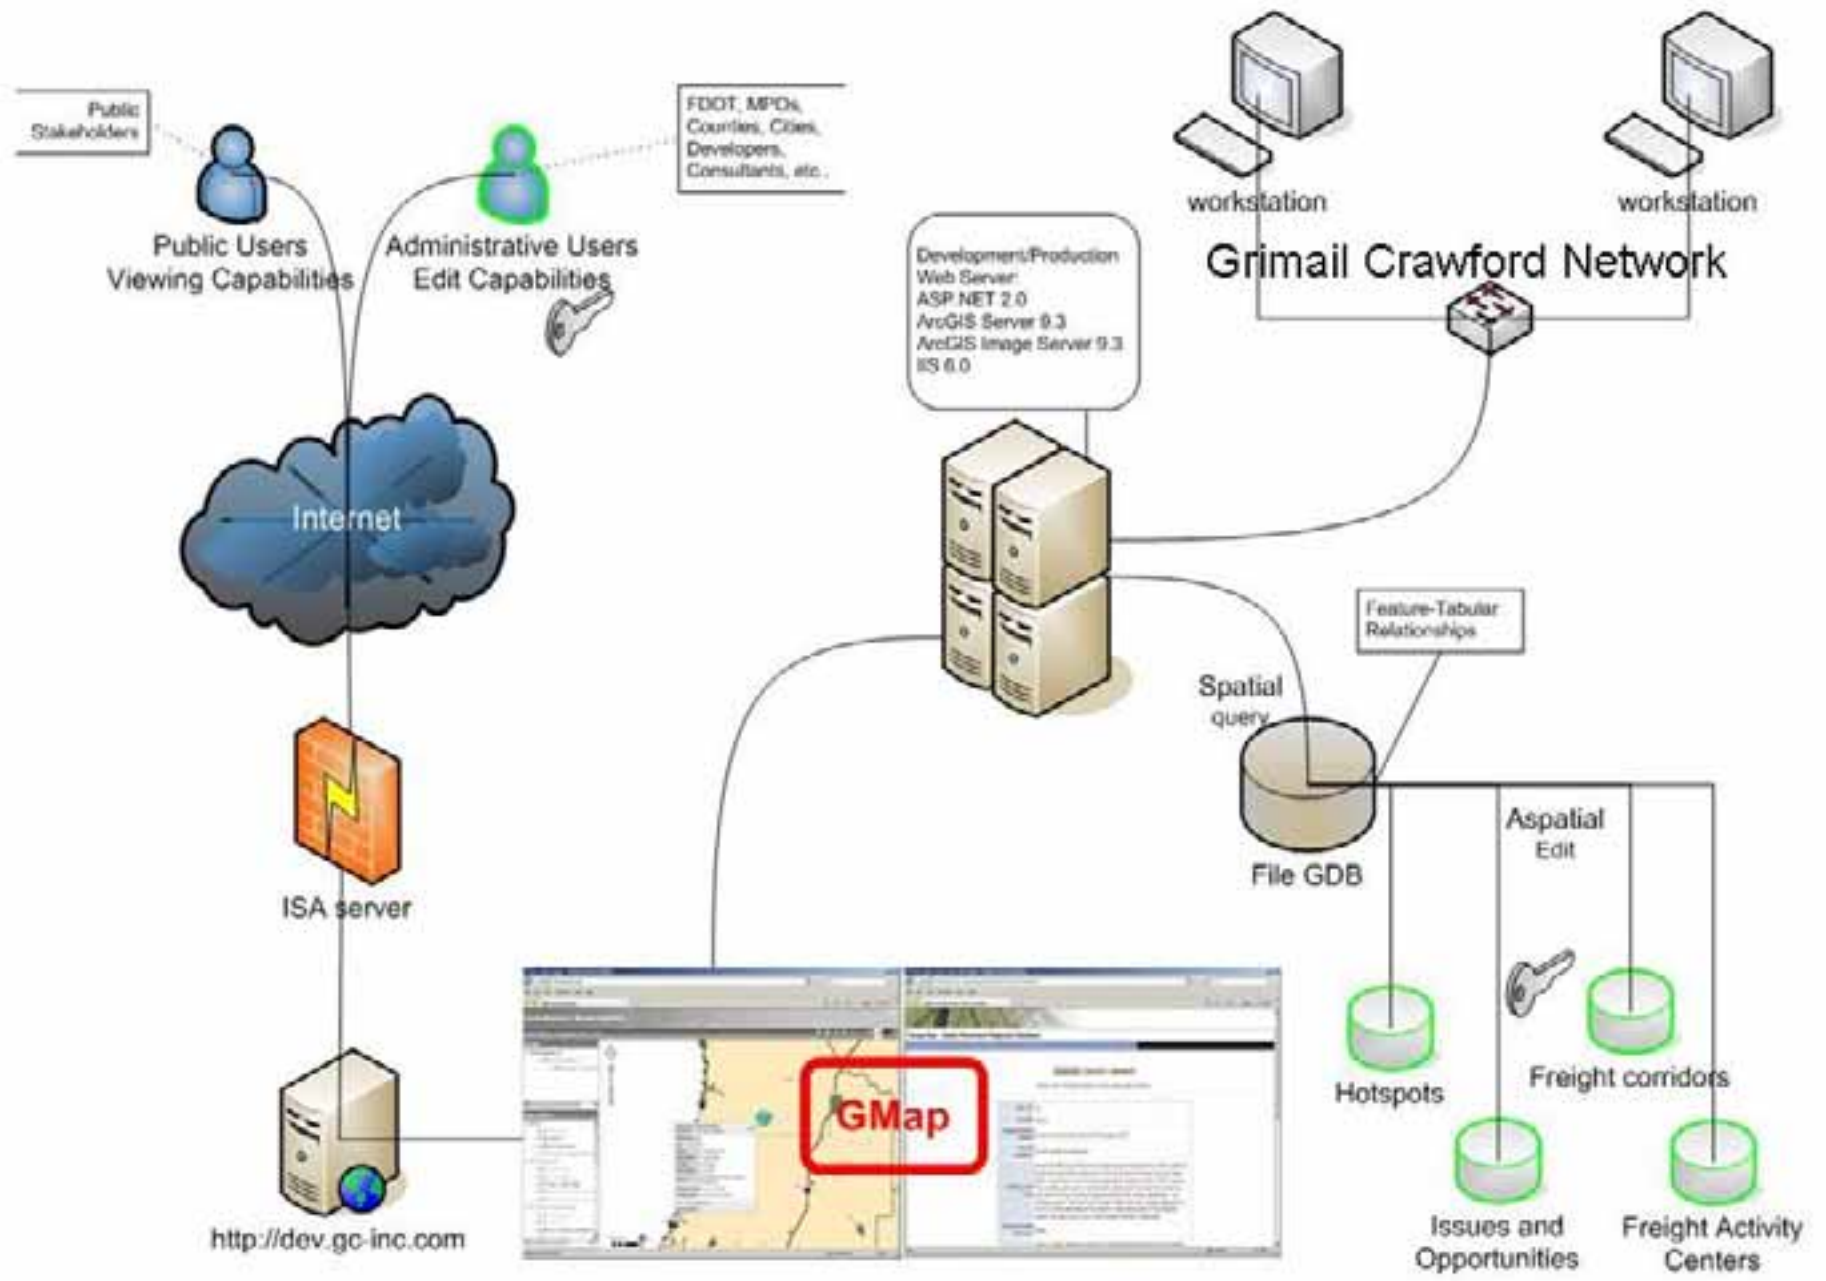 Public
Stakeholders
FDOT, MPOs,
Counties, Cities,
Developers,
Consultants, etc.,
Public Users
Viewing Capabilities
Administrative Users
Edit Capabilities
workstation
workstation
Grimail Crawford Network
Development/Production
Web Server:
ASP.NET 2.0
ArcGIS Server 9.3
ArcGIS Image Server 9.3
IIS 6.0
Internet
Feature-Tabular
Relationships
Spatial
query
File GDB
Aspatial
Edit
ISA server
Hotspots
Freight corridors
GMap
Issues and
Opportunities
Freight Activity
Centers
http://dev.gc-inc.com